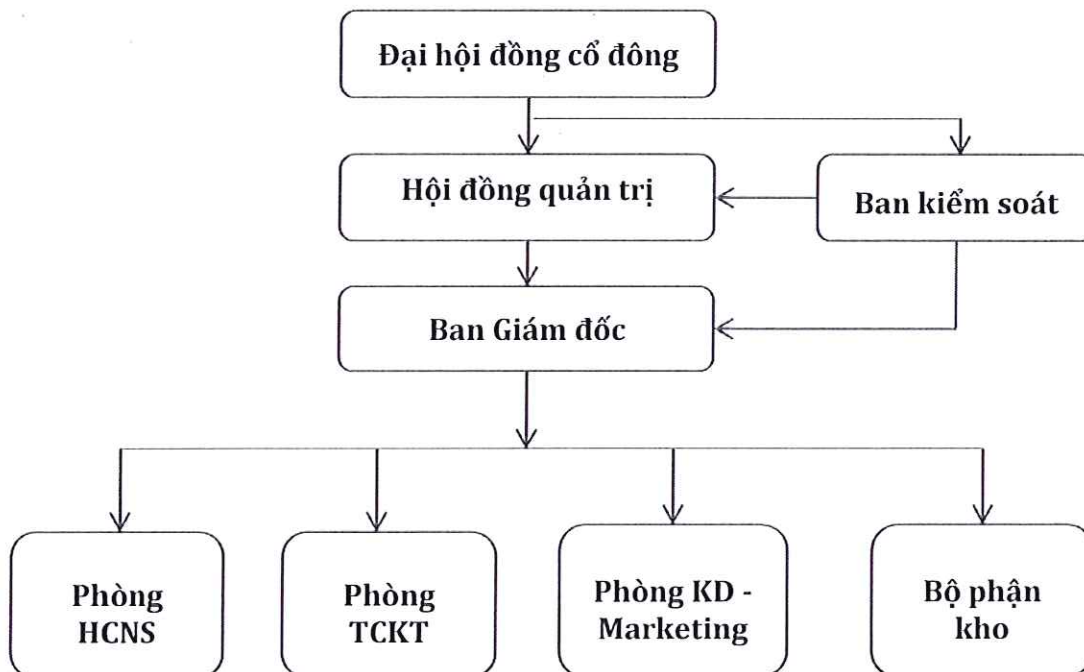 Đại hội đồng cổ đông
Hội đồng quản trị
Ban kiểm soát
Ban Giám đốc
Phòng
HCNS
Phòng
TCKT
Phòng KD -
Marketing
Bộ phận
kho